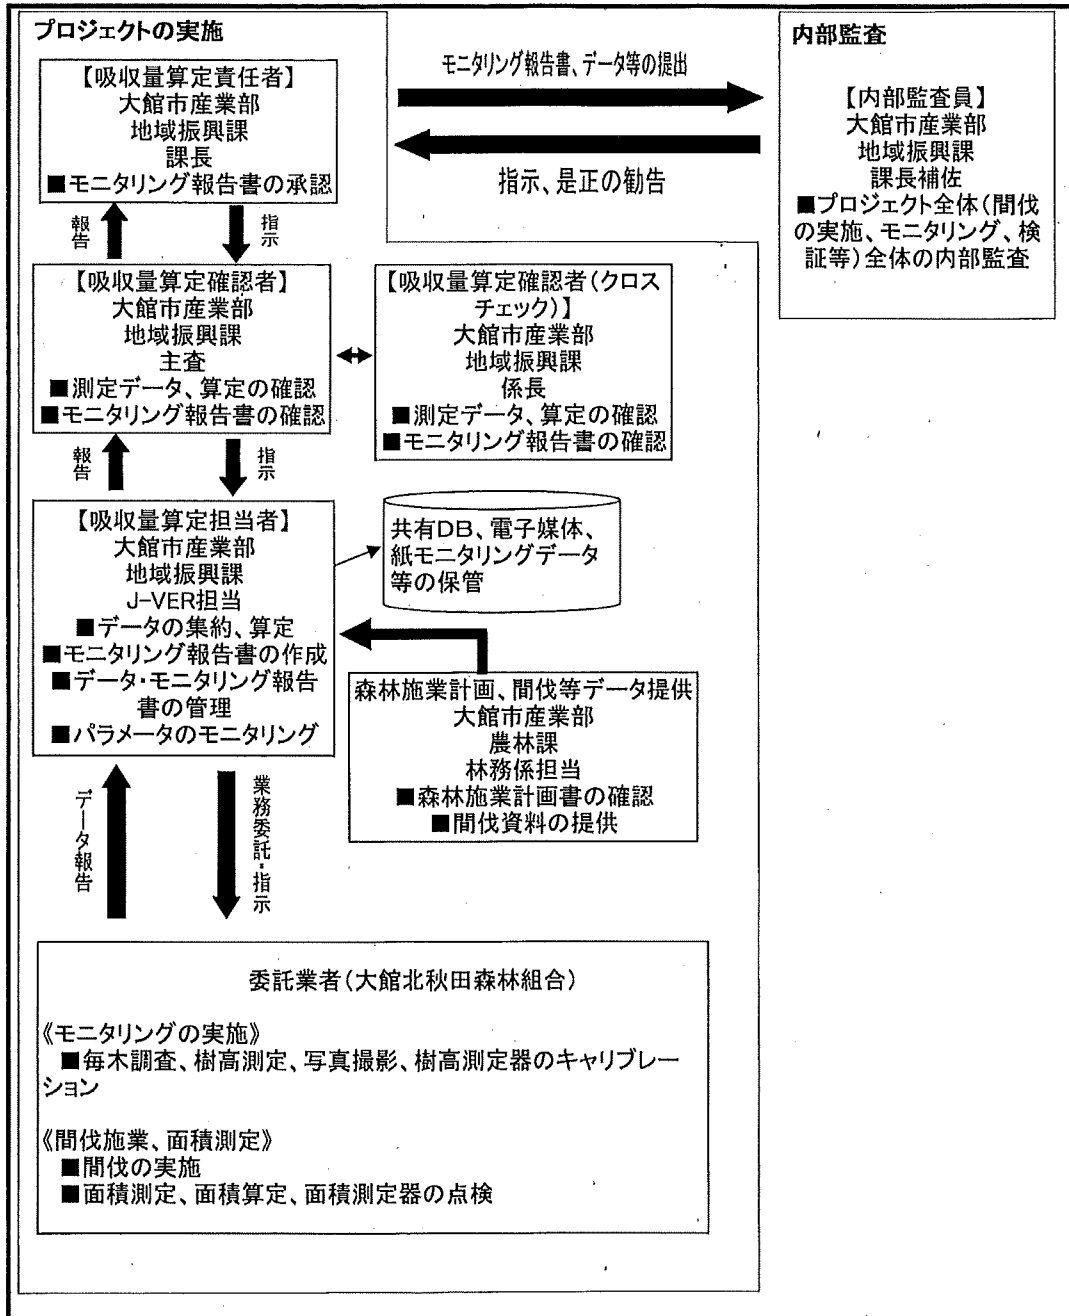 プロジェクトの実施
【吸収量算定責任者】
大館市産業部
地域振興課
課長
■モニタリング報告書の承認
モニタリング報告書、データ等の提出
指示、是正の勧告
内部監査
【内部監査員】
大館市産業部
地域振興課
課長補佐
■プロジェクト全体(間伐
の実施、モニタリング、検
証等)全体の内部監査
報告
指示
【吸収量算定確認者】
大館市産業部
地域振興課
主査
■測定データ、算定の確認
■モニタリング報告書の確認
【吸収量算定確認者(クロス
チェック)】
大館市産業部
地域振興課
係長
■測定データ、算定の確認
■モニタリング報告書の確認
報告
指示
【吸収量算定担当者】
大館市産業部
地域振興課
J-VER担当
■データの集約、算定
■モニタリング報告書の作成
■データ・モニタリング報告
書の管理
■パラメータのモニタリング
共有DB、電子媒体、
紙モニタリングデータ
等の保管
森林施業計画、間伐等データ提供
大館市産業部
農林課
林務係担当
■森林施業計画書の確認
■間伐資料の提供
データ報告
業務委託・指示
委託業者(大館北秋田森林組合)
《モニタリングの実施》
■毎木調査、樹高測定、写真撮影、樹高測定器のキャリブレー
ション
《間伐施業、面積測定》
■間伐の実施
■面積測定、面積算定、面積測定器の点検